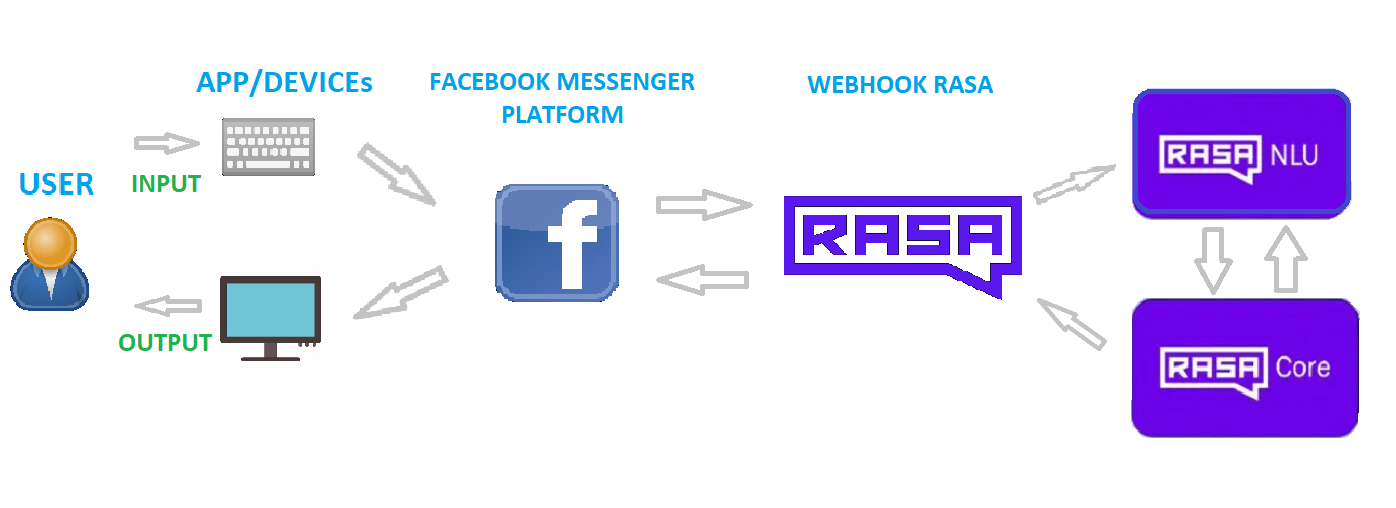 APP/DEVICEs
FACEBOOK MESSENGER
PLATFORM
WEBHOOK RASA
USER
INPUT
OUTPUT
f
RASA
RASA NLU
RASA Core